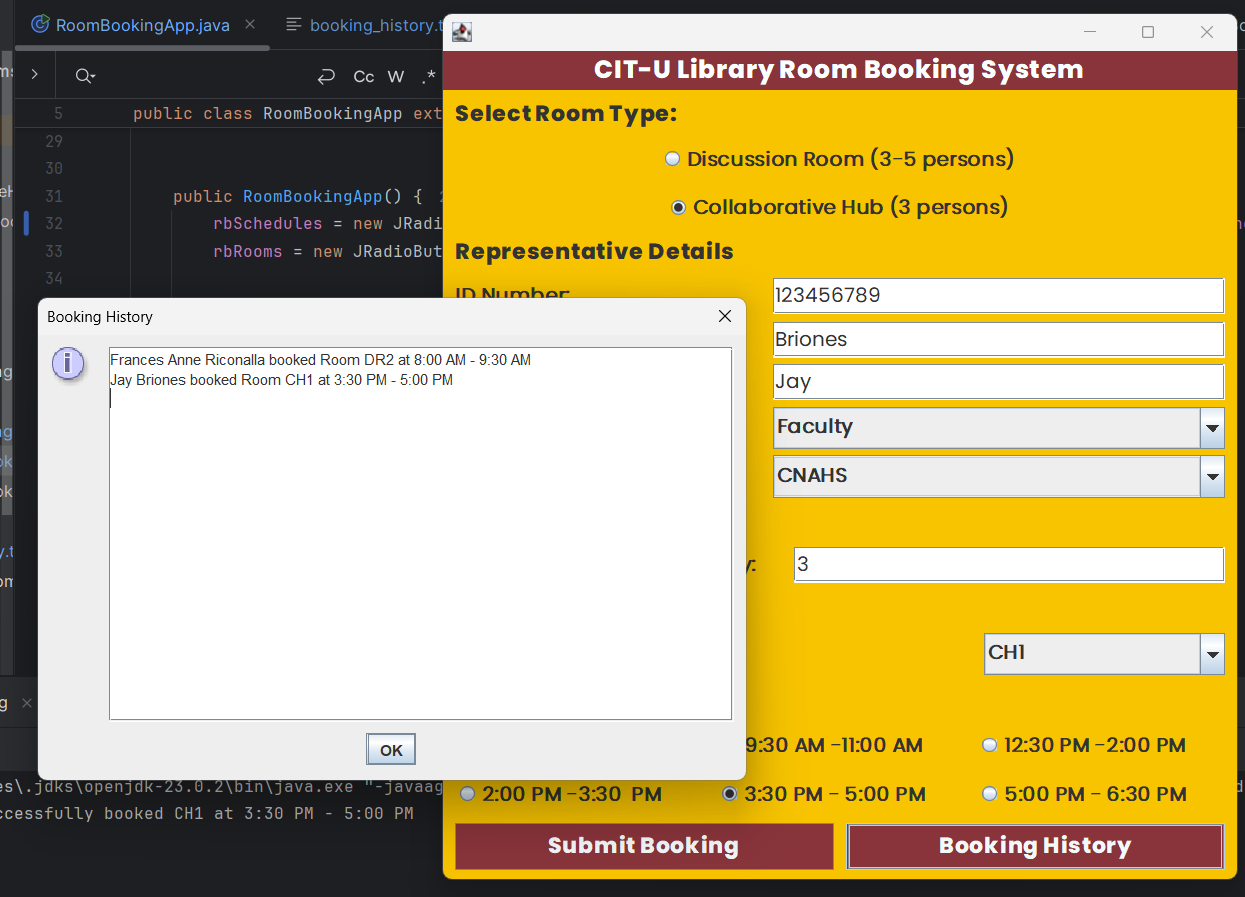 RoomBookingApp.java
booking_history.t
Cc W .*
5 public class RoomBookingApp ext
29
30
31 public RoomBookingApp() {
32 rbSchedules = new JRadi
33 rbRooms = new JRadioBut
34
CIT-U Library Room Booking System
Select Room Type:
Discussion Room (3-5 persons)
Collaborative Hub (3 persons)
Representative Details
ID Number:
123456789
Briones
Jay
Faculty
CNAHS
y:
3
CH1
9:30 AM -11:00 AM
12:30 PM -2:00 PM
2:00 PM -3:30 PM
3:30 PM - 5:00 PM
5:00 PM - 6:30 PM
Submit Booking
Booking History
Booking History
Frances Anne Riconalla booked Room DR2 at 8:00 AM - 9:30 AM
Jay Briones booked Room CH1 at 3:30 PM - 5:00 PM
OK
es\.jdks\openjdk-23.0.2\bin\java.exe "-javaag
ccessfully booked CH1 at 3:30 PM - 5:00 PM